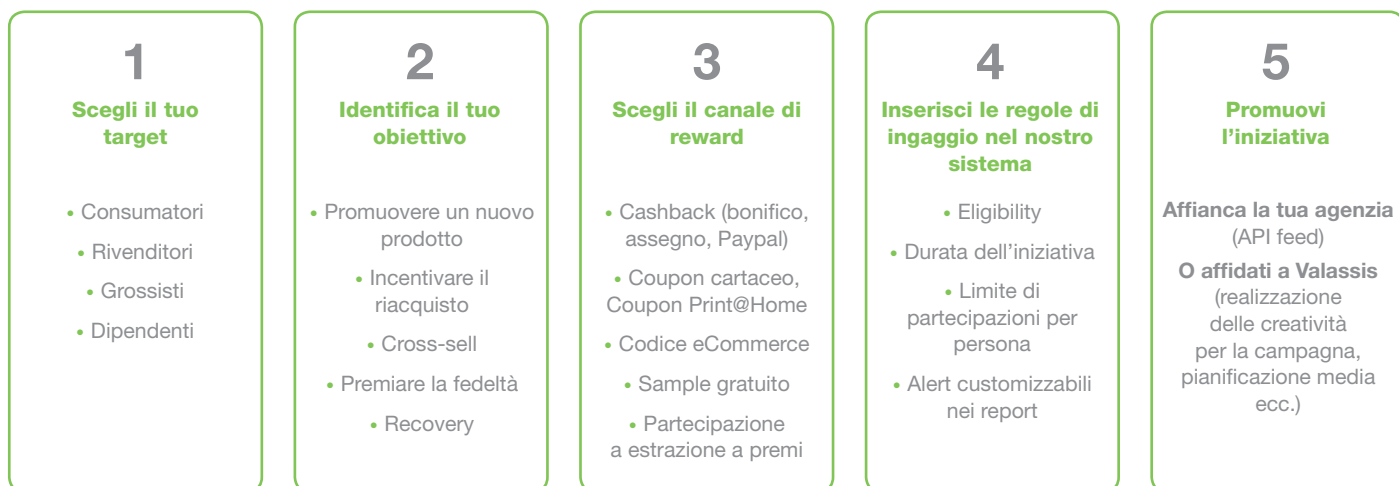 1
Scegli il tuo
target
• Consumatori
• Rivenditori
• Grossisti
• Dipendenti
2
Identifica il tuo
obiettivo
• Promuovere un nuovo
prodotto
• Incentivare il
riacquisto
• Cross-sell
• Premiare la fedeltà
• Recovery
3
Scegli il canale di
reward
• Cashback (bonifico,
assegno, Paypal)
• Coupon cartaceo,
Coupon Print@Home
• Codice eCommerce
• Sample gratuito
• Partecipazione
a estrazione a premi
4
Inserisci le regole di
ingaggio nel nostro
sistema
• Eligibility
• Durata dell’iniziativa
• Limite di
partecipazioni per
persona
• Alert customizzabili
nei report
5
Promuovi
l’iniziativa
Affianca la tua agenzia
(API feed)
O affidati a Valassis
(realizzazione
delle creatività
per la campagna,
pianificazione media
ecc.)